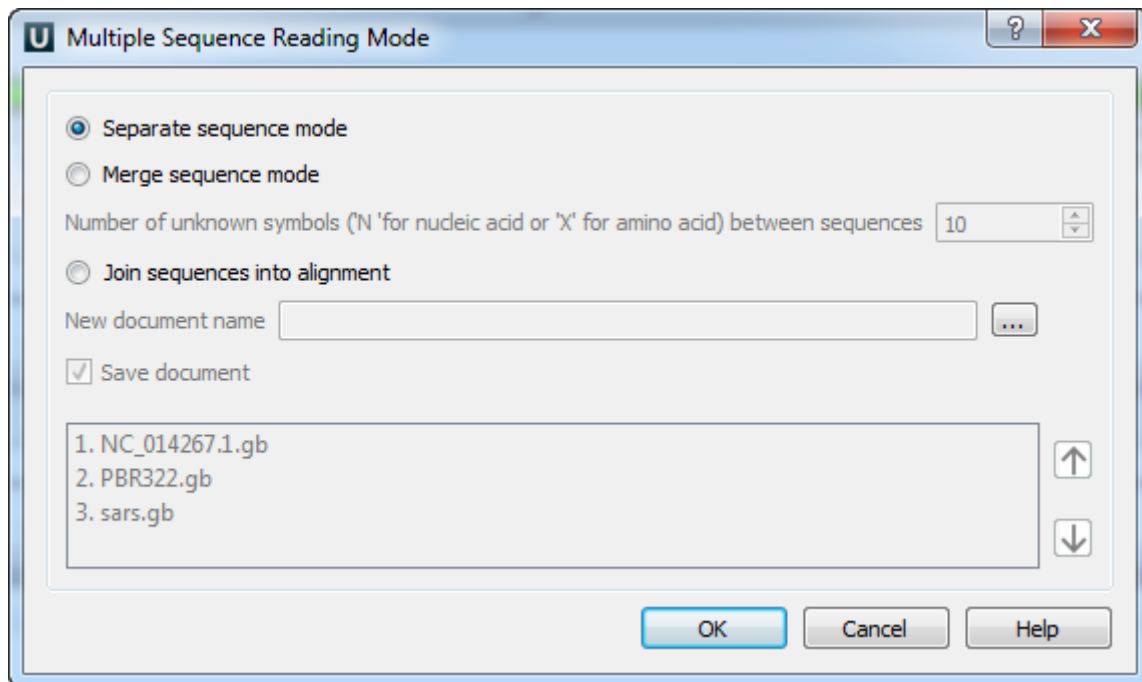 U Multiple Sequence Reading Mode ? X
Separate sequence mode
Merge sequence mode
Number of unknown symbols ('N 'for nucleic acid or 'X' for amino acid) between sequences 10
Join sequences into alignment
New document name ...
Save document
1. NC_014267.1.gb
2. PBR322.gb
3. sars.gb
OK Cancel Help